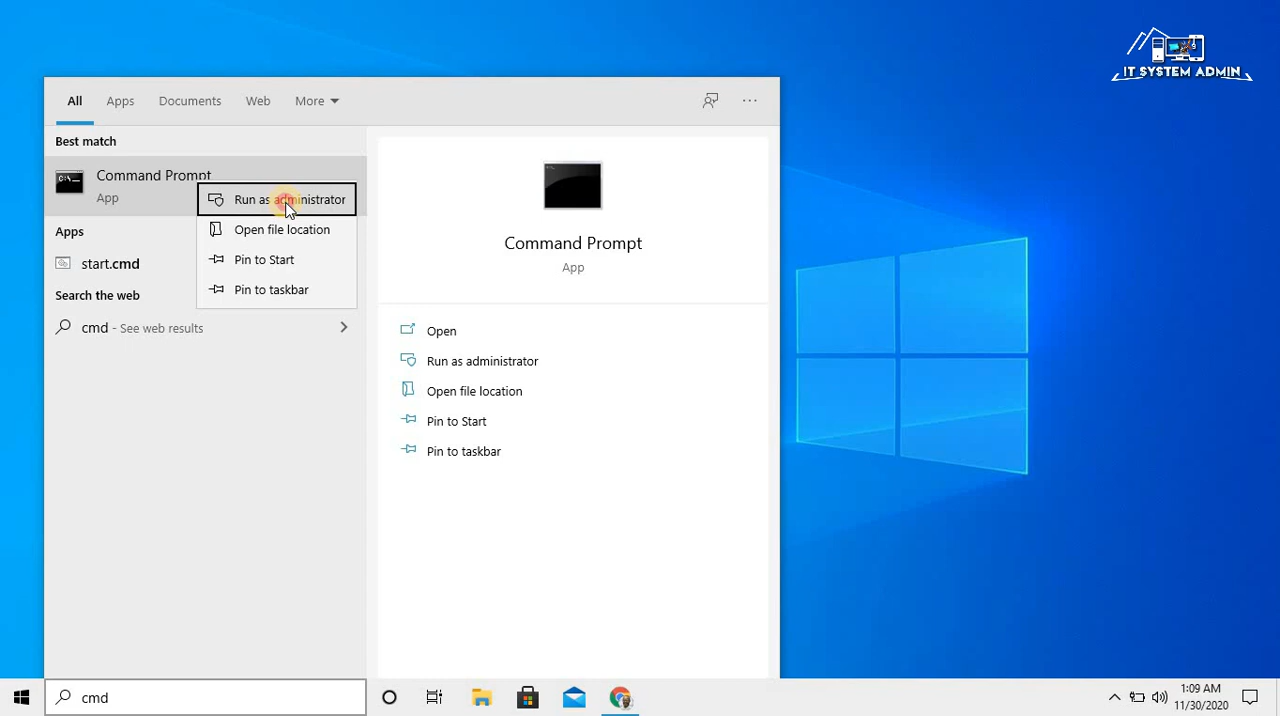 IT SYSTEM ADMIN
All Apps Documents Web More
Best match
Command Prompt
App
Run as administrator
Open file location
Pin to Start
Pin to taskbar
Apps
start.cmd
Search the web
cmd - See web results
Command Prompt
App
Open
Run as administrator
Open file location
Pin to Start
Pin to taskbar
cmd
1:09 AM
11/30/2020